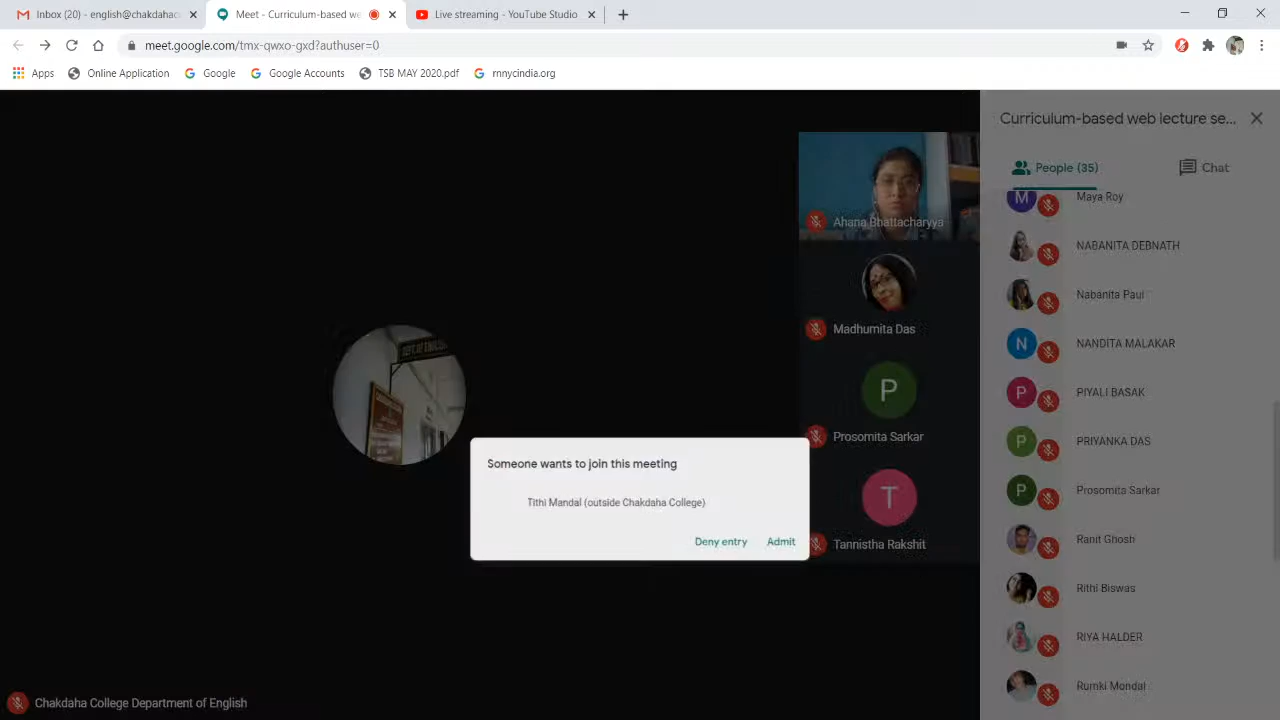 Inbox (20) - english@chakdahac
Meet - Curriculum-based we
Live streaming - YouTube Studio
meet.google.com/tmx-qwxo-gxd?authuser=0
Apps
Online Application
Google
Google Accounts
TSB MAY 2020.pdf
rnnycindia.org
Curriculum-based web lecture se...
People (35)
Chat
M
Maya Roy
NABANITA DEBNATH
Nabanita Paul
N
NANDITA MALAKAR
P
PIYALI BASAK
P
PRIYANKA DAS
P
Prosomita Sarkar
Ranit Ghosh
Rithi Biswas
RIYA HALDER
Rumki Mondal
Ahana Bhattacharyya
Madhumita Das
P
Prosomita Sarkar
T
Tannistha Rakshit
DEPT. OF ENGLISH
Someone wants to join this meeting
Tithi Mandal (outside Chakdaha College)
Deny entry
Admit
Chakdaha College Department of English